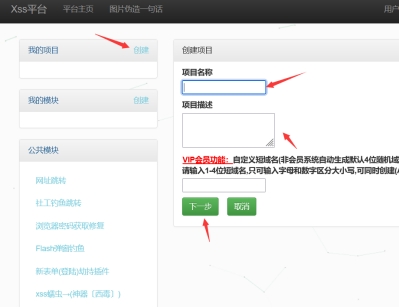 Xss平台 平台主页 图片伪造一句话 用户
我的项目 创建
我的模块 创建
公共模块
网址跳转
社工钓鱼跳转
浏览器密码获取修复
Flash弹窗钓鱼
新表单(登陆)劫持插件
xss蠕虫→(神器〔西毒〕)
创建项目
项目名称
项目描述
VIP会员功能: 自定义短域名(非会员系统自动生成默认4位随机域
请输入1-4位短域名,只可输入字母和数字区分大小写,可同时创建(
下一步 取消